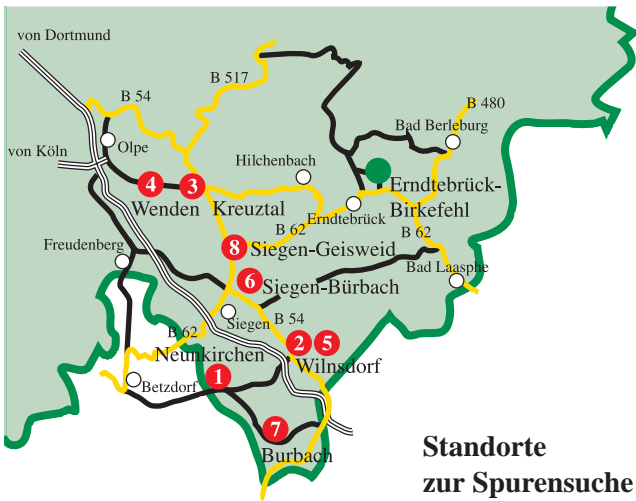 von Dortmund
B 517
B 54
B 480
Bad Berleburg
Olpe
von Köln
Hilchenbach
4
3
Erndtebrück-
Birkefehl
Wenden
Kreuztal
Erndtebrück
B 62
B 62
Freudenberg
8
Siegen-Geisweid
Bad Laasphe
6
Siegen-Bürbach
Siegen
B 54
B 62
2
5
Neunkirchen
Wilnsdorf
Betzdorf
1
7
Burbach
Standorte
zur Spurensuche